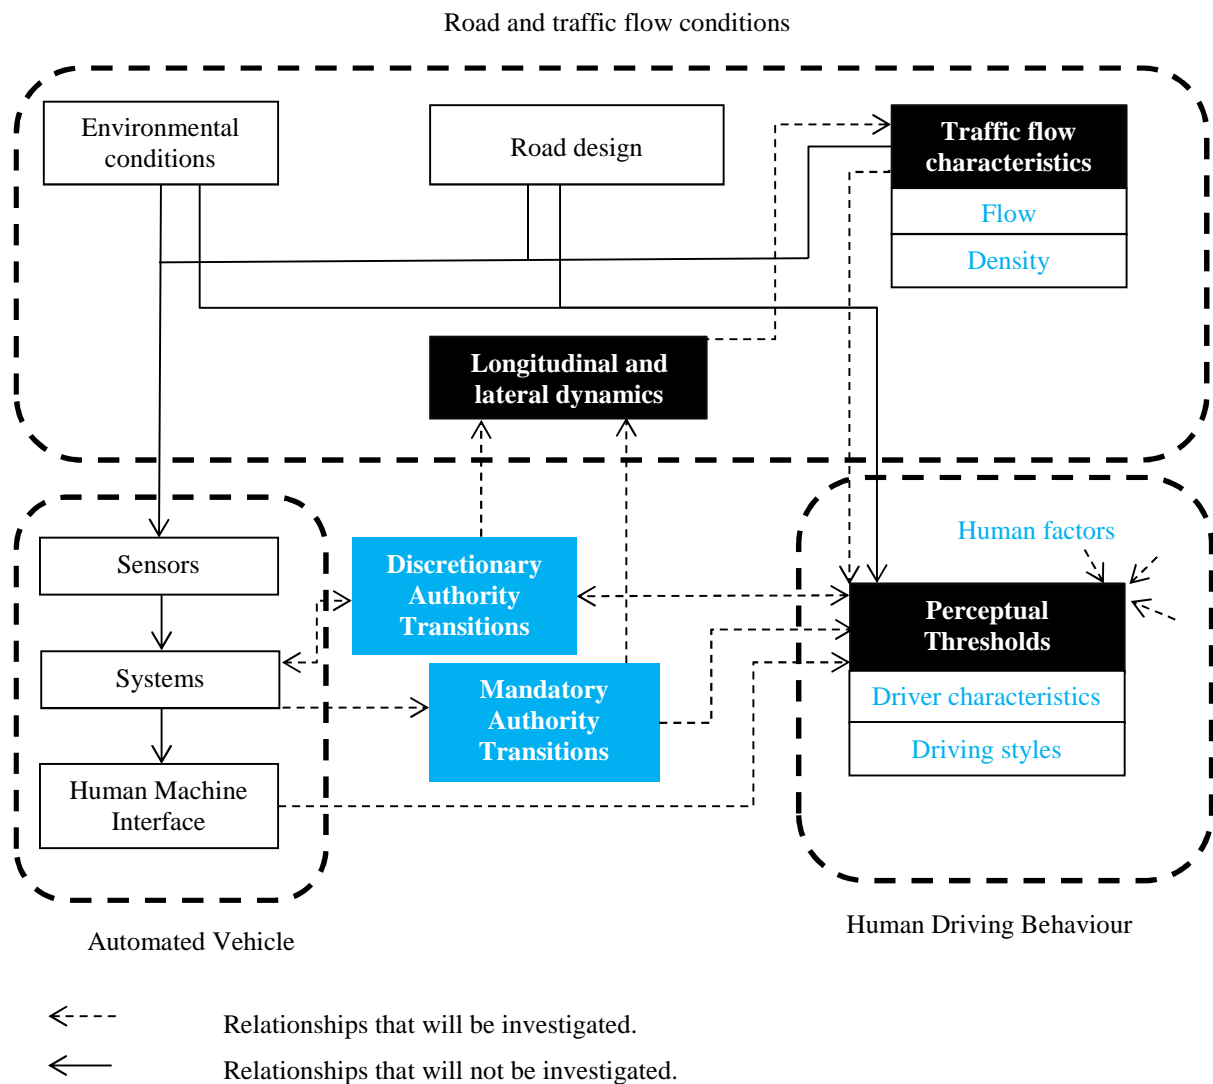 Road and traffic flow conditions
Environmental
conditions
Road design
Traffic flow
characteristics
Flow
Density
Longitudinal and
lateral dynamics
Sensors
Systems
Human Machine
Interface
Discretionary
Authority
Transitions
Mandatory
Authority
Transitions
Human factors
Perceptual
Thresholds
Driver characteristics
Driving styles
Automated Vehicle
Human Driving Behaviour
Relationships that will be investigated.
Relationships that will not be investigated.